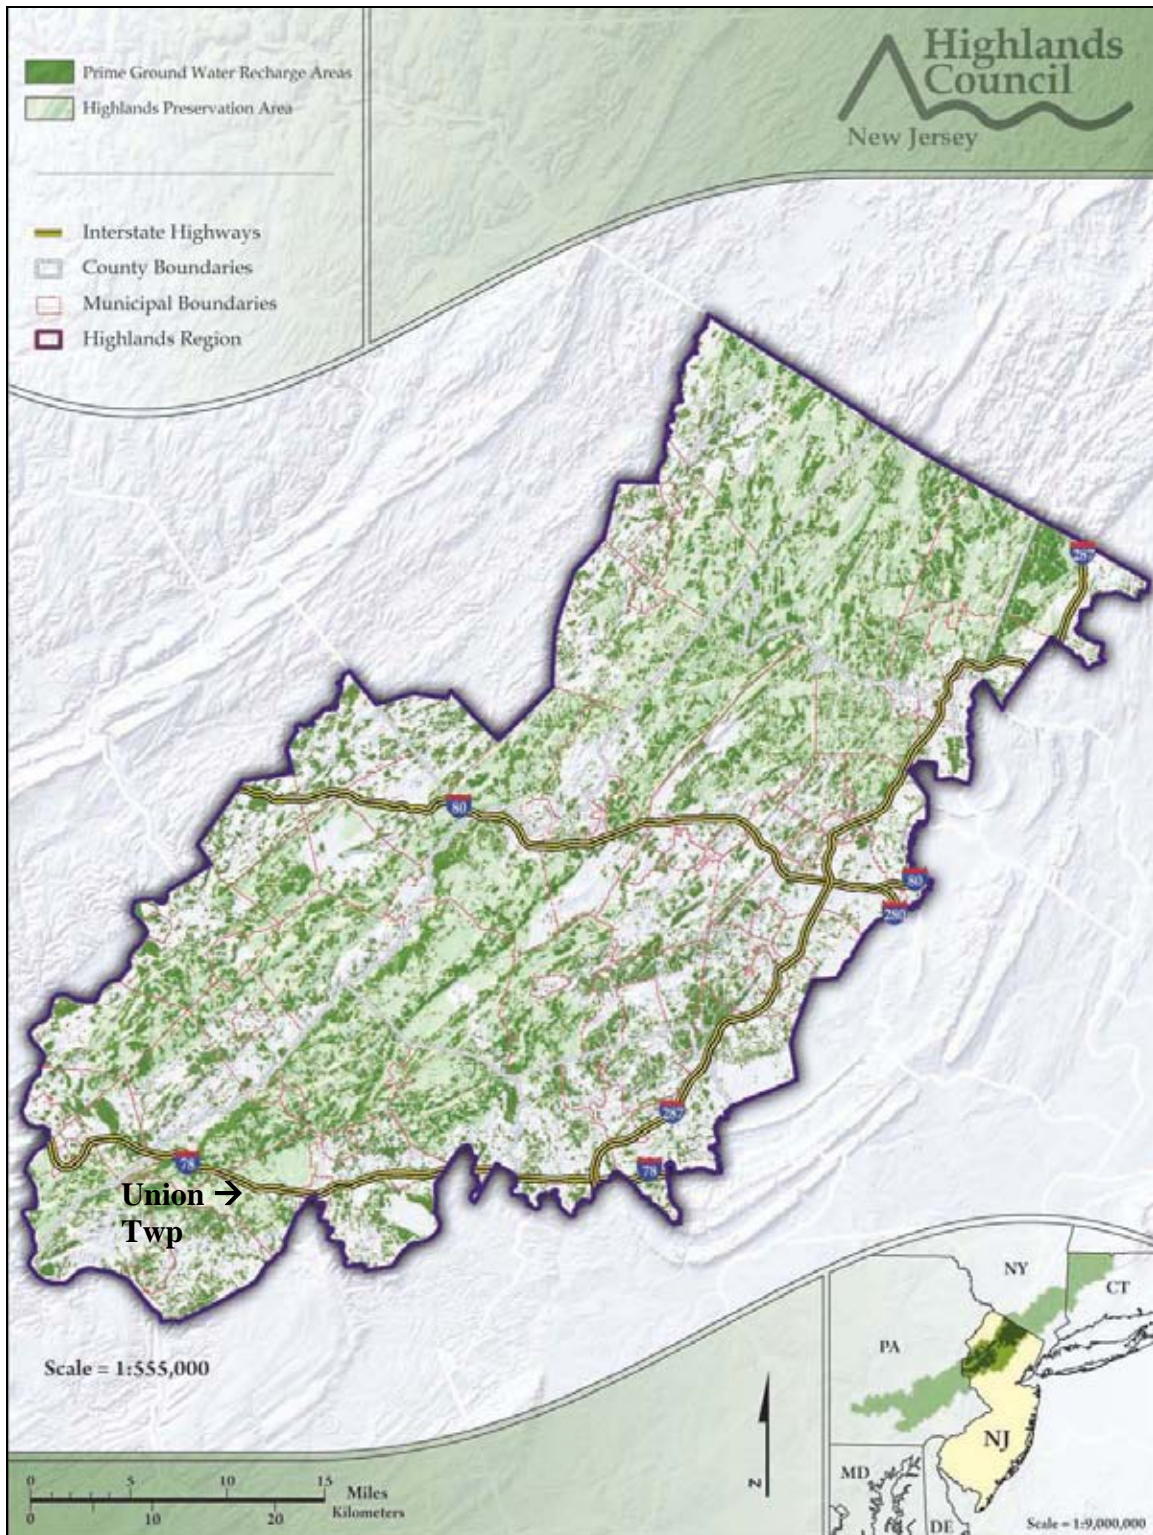 Prime Ground Water Recharge Areas
Highlands Preservation Area
Highlands
Council
New Jersey
Interstate Highways
County Boundaries
Municipal Boundaries
Highlands Region
287
80
80
280
287
78
78
Union →
Twp
Scale = 1:555,000
NY
CT
PA
NJ
MD
DE
Scale = 1:9,000,000
N
0 5 10 15
Miles
Kilometers
0 10 20